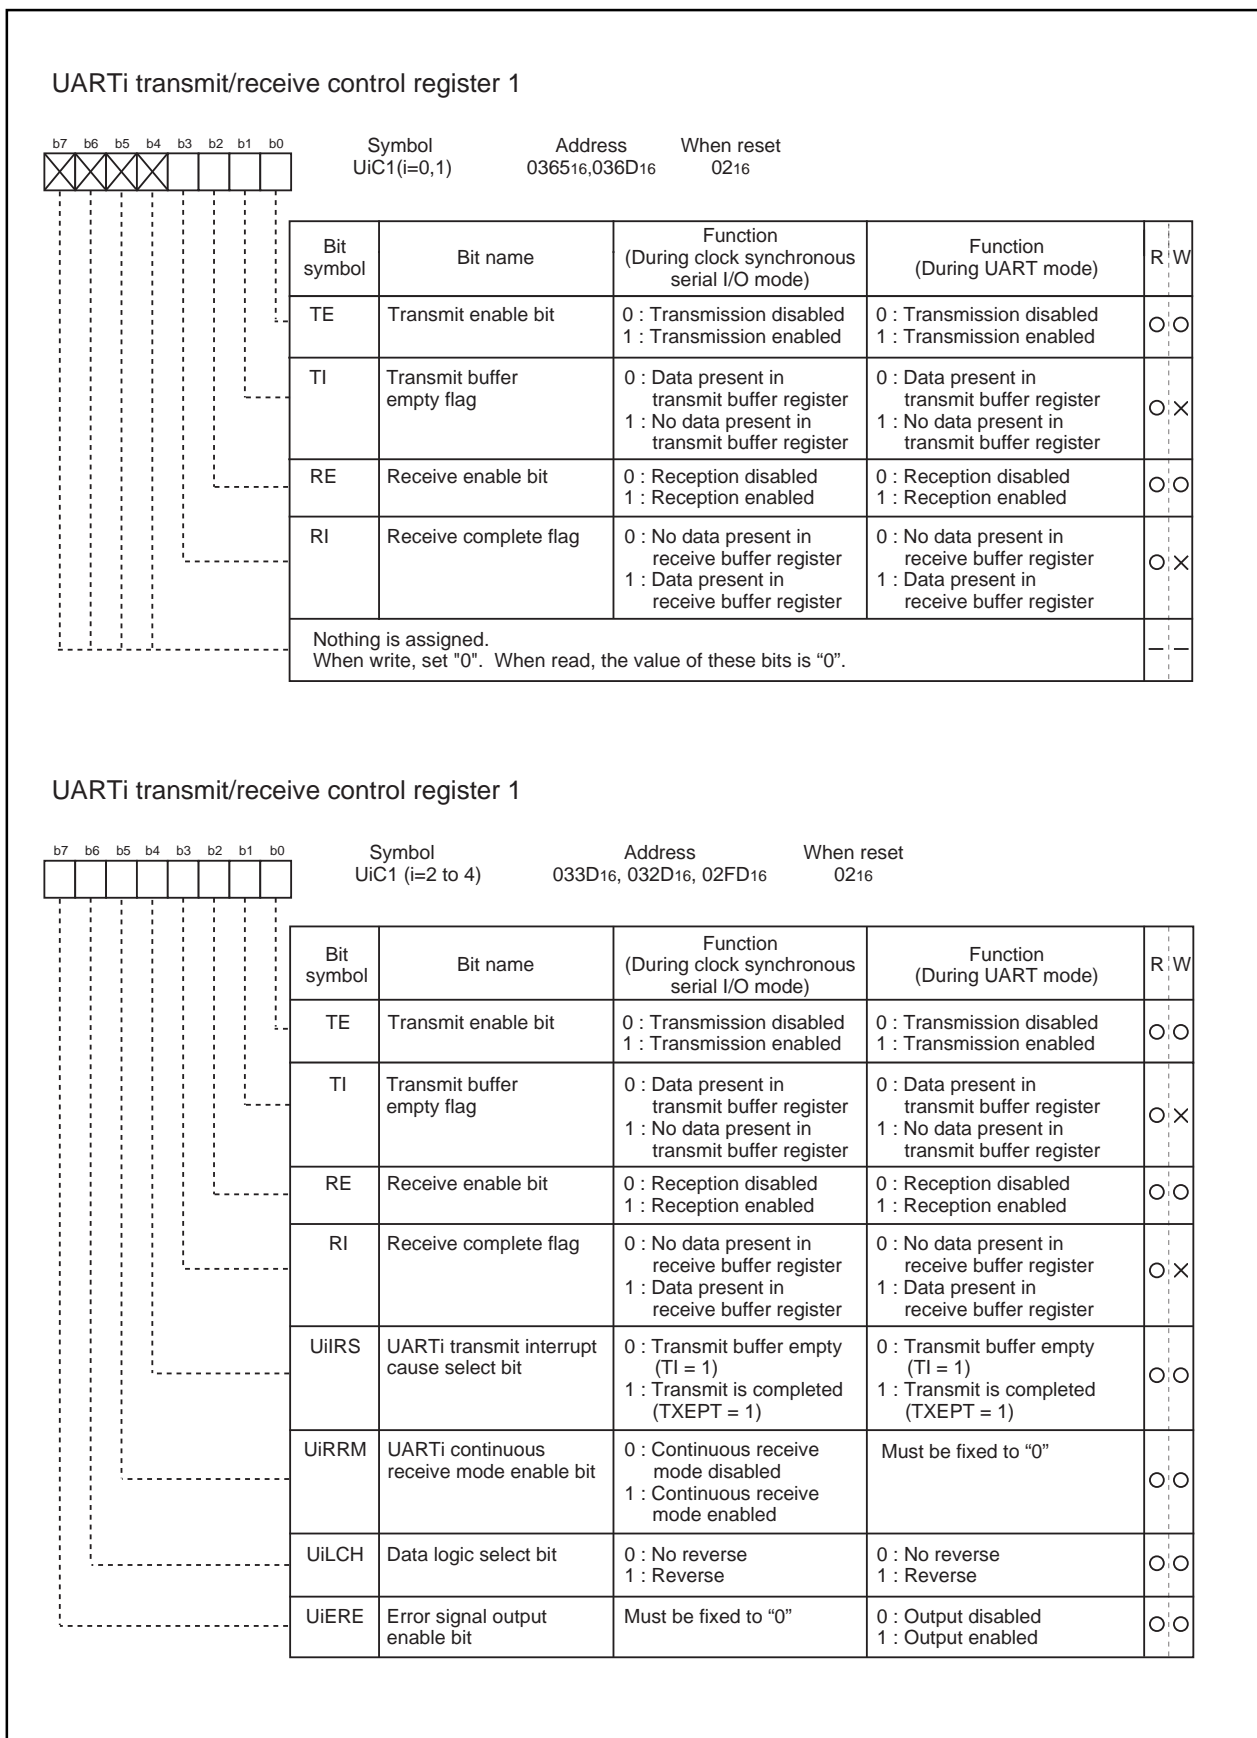 UARTi transmit/receive control register 1
b7 b6 b5 b4 b3 b2 b1 b0
Symbol Address When reset
UiC1(i=0,1) 036516,036D16 0216
Bit symbol Bit name Function (During clock synchronous serial I/O mode) Function (During UART mode) R W
TE Transmit enable bit 0 : Transmission disabled 0 : Transmission disabled
1 : Transmission enabled 1 : Transmission enabled
TI Transmit buffer 0 : Data present in 0 : Data present in
empty flag transmit buffer register transmit buffer register
1 : No data present in 1 : No data present in
transmit buffer register transmit buffer register
RE Receive enable bit 0 : Reception disabled 0 : Reception disabled
1 : Reception enabled 1 : Reception enabled
RI Receive complete flag 0 : No data present in 0 : No data present in
receive buffer register receive buffer register
1 : Data present in 1 : Data present in
receive buffer register receive buffer register
Nothing is assigned.
When write, set "0". When read, the value of these bits is “0”.
UARTi transmit/receive control register 1
b7 b6 b5 b4 b3 b2 b1 b0
Symbol Address When reset
UiC1 (i=2 to 4) 033D16, 032D16, 02FD16 0216
Bit symbol Bit name Function (During clock synchronous serial I/O mode) Function (During UART mode) R W
TE Transmit enable bit 0 : Transmission disabled 0 : Transmission disabled
1 : Transmission enabled 1 : Transmission enabled
TI Transmit buffer 0 : Data present in 0 : Data present in
empty flag transmit buffer register transmit buffer register
1 : No data present in 1 : No data present in
transmit buffer register transmit buffer register
RE Receive enable bit 0 : Reception disabled 0 : Reception disabled
1 : Reception enabled 1 : Reception enabled
RI Receive complete flag 0 : No data present in 0 : No data present in
receive buffer register receive buffer register
1 : Data present in 1 : Data present in
receive buffer register receive buffer register
UiIRS UARTi transmit interrupt 0 : Transmit buffer empty 0 : Transmit buffer empty
cause select bit (TI = 1) (TI = 1)
1 : Transmit is completed 1 : Transmit is completed
(TXEPT = 1) (TXEPT = 1)
UiRRM UARTi continuous 0 : Continuous receive Must be fixed to “0”
receive mode enable bit mode disabled
1 : Continuous receive
mode enabled
UiLCH Data logic select bit 0 : No reverse 0 : No reverse
1 : Reverse 1 : Reverse
UiERE Error signal output Must be fixed to “0” 0 : Output disabled
enable bit 1 : Output enabled